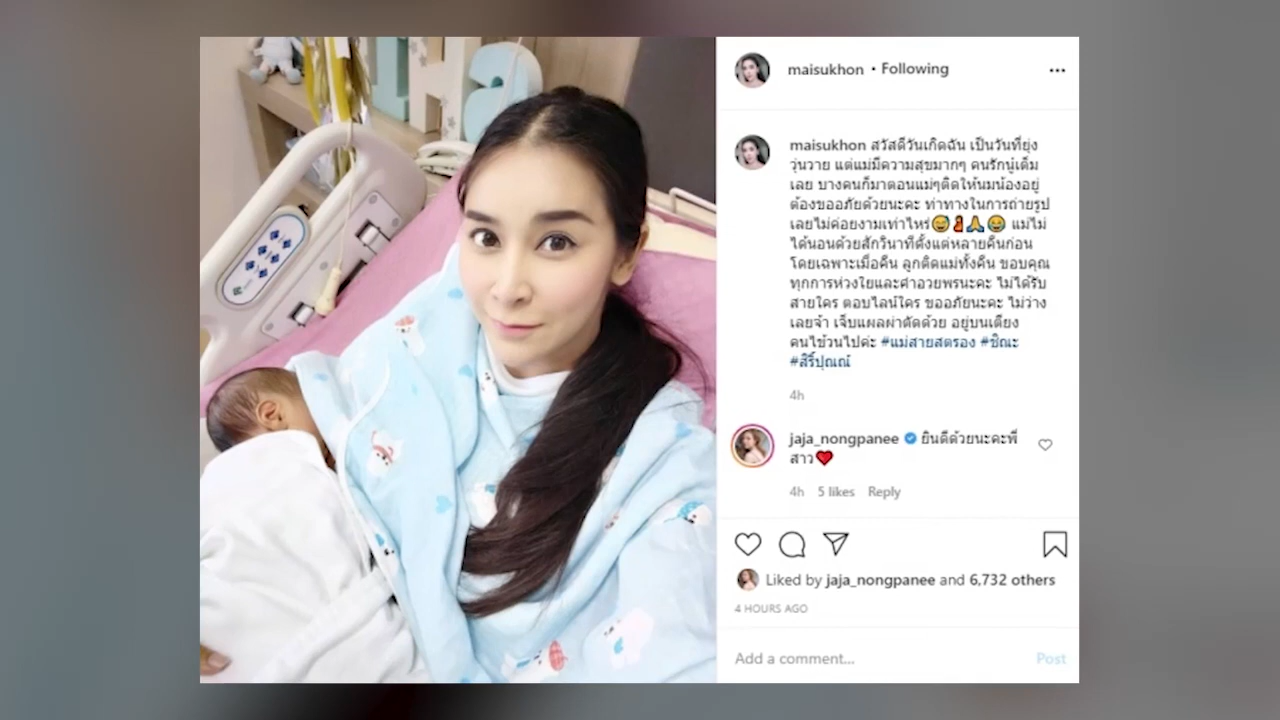 maisukhon • Following
maisukhon สวัสดีวันเกิดฉัน เป็นวันที่ยุ่ง
วุ่นวาย แต่แม่มีความสุขมากๆ คนรักนู๋เต็ม
เลย บางคนก็มาตอนแม่ๆติดให้นมน้องอยู่
ต้องขออภัยด้วยนะคะ ท่าทางในการถ่ายรูป
เลยไม่ค่อยงามเท่าไหร่😅🤰🙏😂 แม่ไม่
ได้นอนด้วยสักวินาทีตั้งแต่หลายคืนก่อน
โดยเฉพาะเมื่อคืน ลูกติดแม่ทั้งคืน ขอบคุณ
ทุกการห่วงใยและคำอวยพรนะคะ ไม่ได้รับ
สายใคร ตอบไลน์ใคร ขออภัยนะคะ ไม่ว่าง
เลยจ้า เจ็บแผลผ่าตัดด้วย อยู่บนเตียง
คนไข้วนไปค่ะ #แม่สายสตรอง #ชิณะ
#สิริ์ปุณณ์
4h
jaja_nongpanee ยินดีด้วยนะคะพี่
สาว❤️
4h 5 likes Reply
Liked by jaja_nongpanee and 6,732 others
4 HOURS AGO
Add a comment... Post